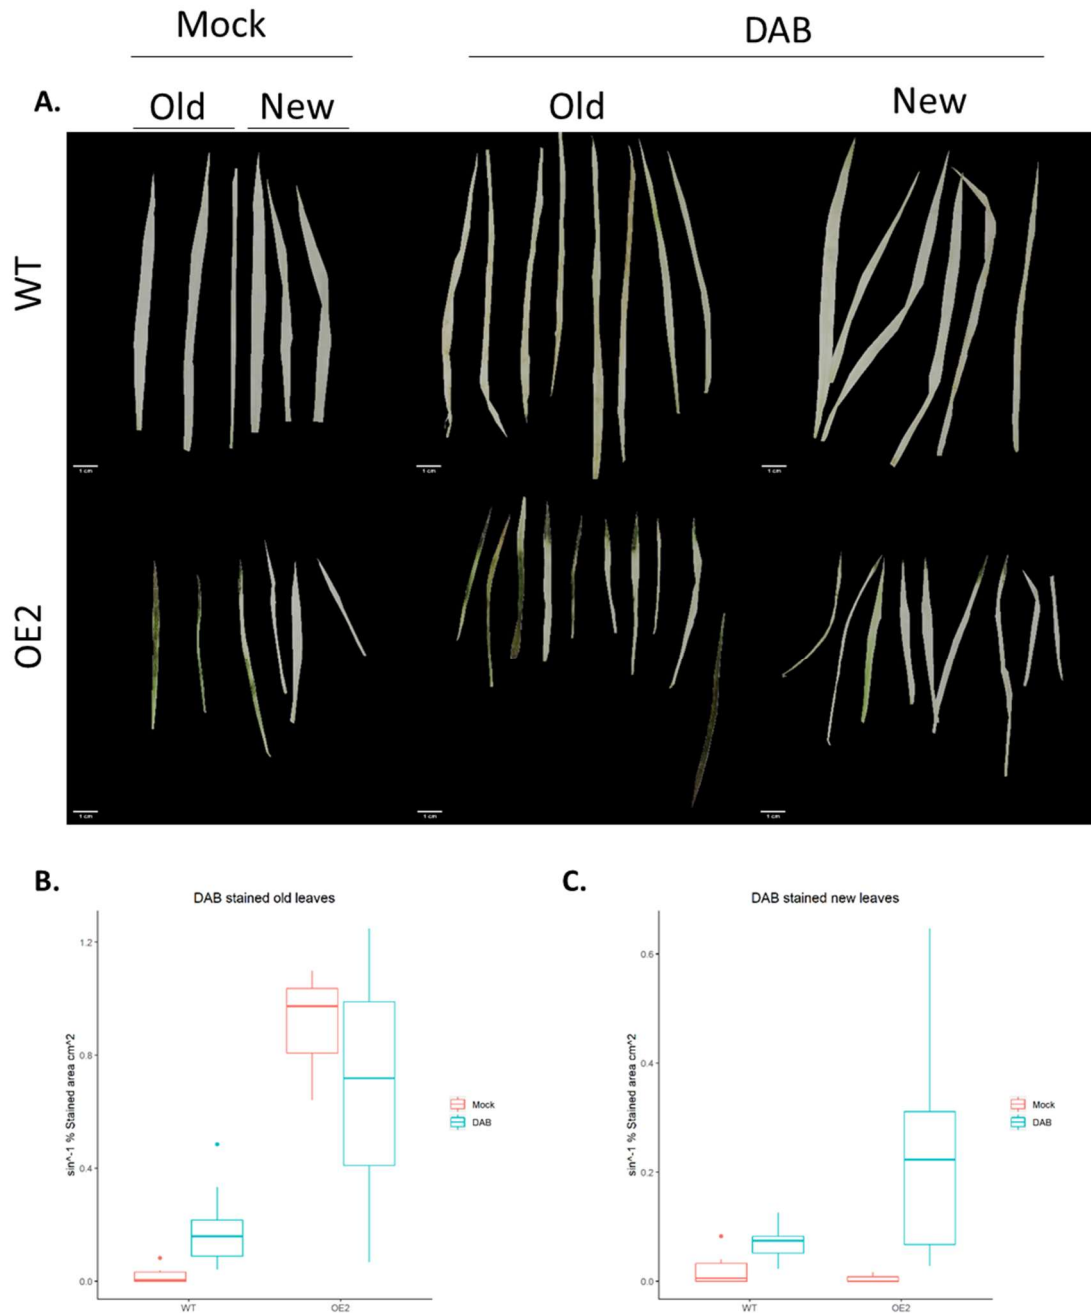 Mock
DAB
A.
Old
New
Old
New
WT
1 cm
1 cm
1 cm
OE2
1 cm
1 cm
1 cm
B.
DAB stained old leaves
sin^-1 % Stained area cm^2
1.2
0.8
0.4
0.0
WT
OE2
Mock
DAB
C.
DAB stained new leaves
sin^-1 % Stained area cm^2
0.6
0.4
0.2
0.0
WT
OE2
Mock
DAB